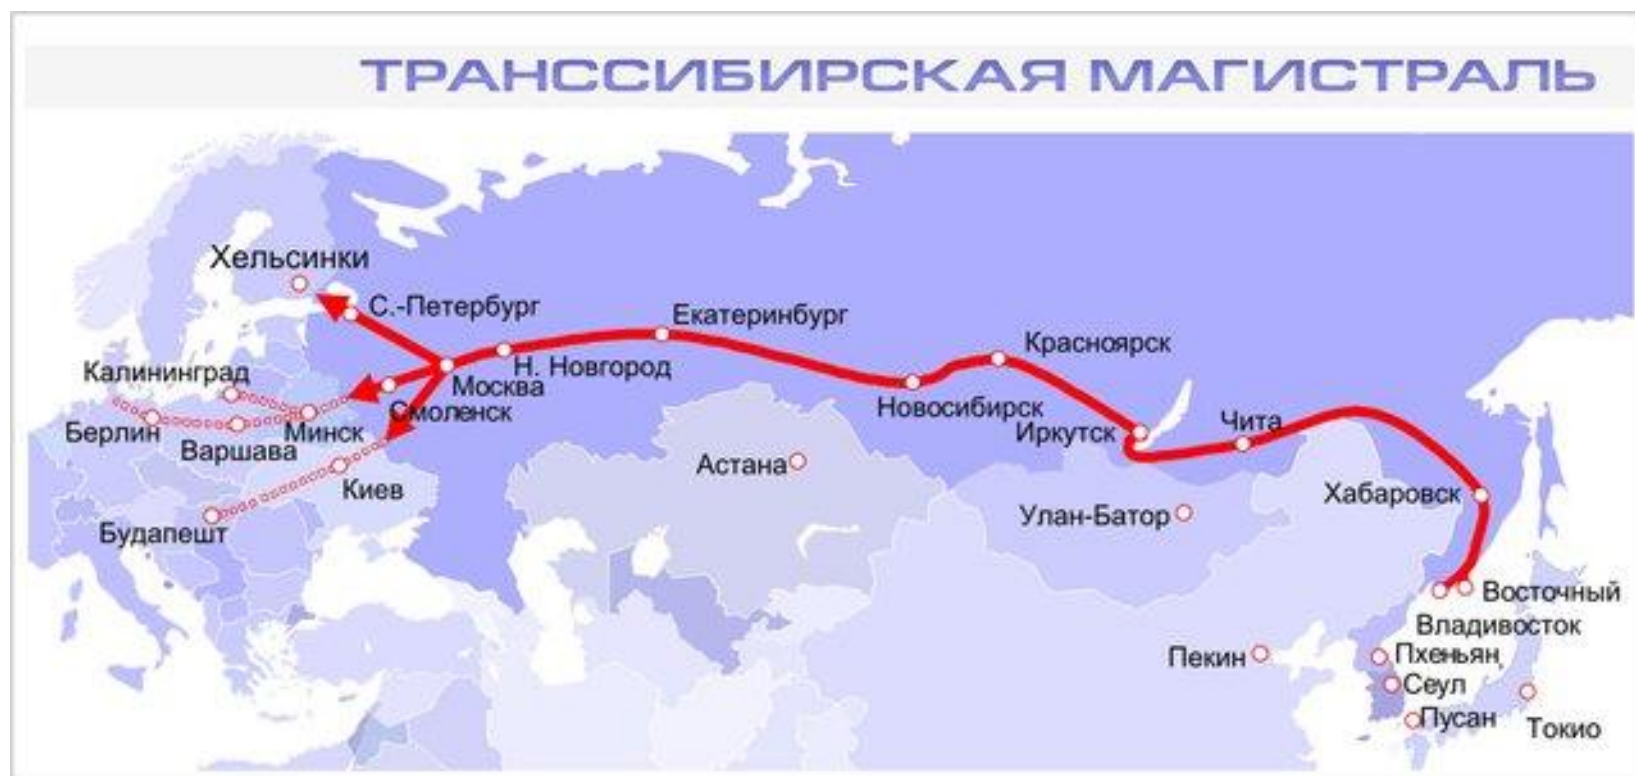 ТРАНССИБИРСКАЯ МАГИСТРАЛЬ
Хельсинки
С.-Петербург
Екатеринбург
Красноярск
Калининград
Н. Новгород
Москва
Смоленск
Новосибирск
Чита
Берлин
Минск
Иркутск
Варшава
Астана
Киев
Хабаровск
Улан-Батор
Будапешт
Восточный
Владивосток
Пекин
Пхеньян
Сеул
Пусан
Токио